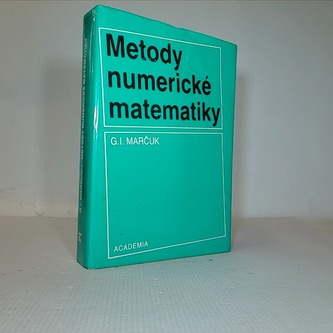 Metody
numerické
matematiky
G.I. MARČUK
ACADEMIA